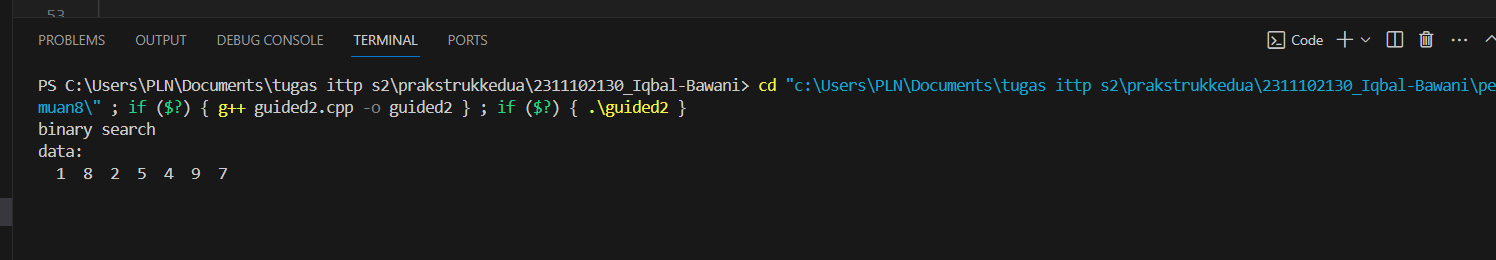 53
PROBLEMS OUTPUT DEBUG CONSOLE TERMINAL PORTS Code
PS C:\Users\PLN\Documents\tugas ittp s2\prakstrukkedua\2311102130_Iqbal-Bawani> cd "c:\Users\PLN\Documents\tugas ittp s2\prakstrukkedua\2311102130_Iqbal-Bawani\pe
muan8\" ; if ($?) { g++ guided2.cpp -o guided2 } ; if ($?) { .\guided2 }
binary search
data:
1 8 2 5 4 9 7